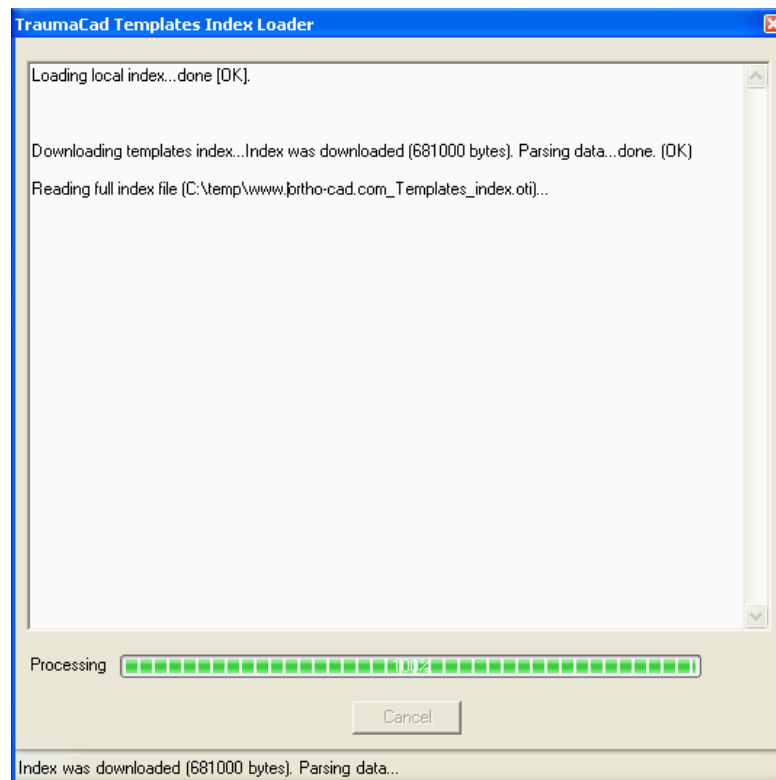 TraumaCad Templates Index Loader
Loading local index...done [OK].
Downloading templates index...Index was downloaded (681000 bytes). Parsing data...done. (OK)
Reading full index file (C:\temp\www.ortho-cad.com_Templates_index.oti)...
Processing 100%
Cancel
Index was downloaded (681000 bytes). Parsing data...